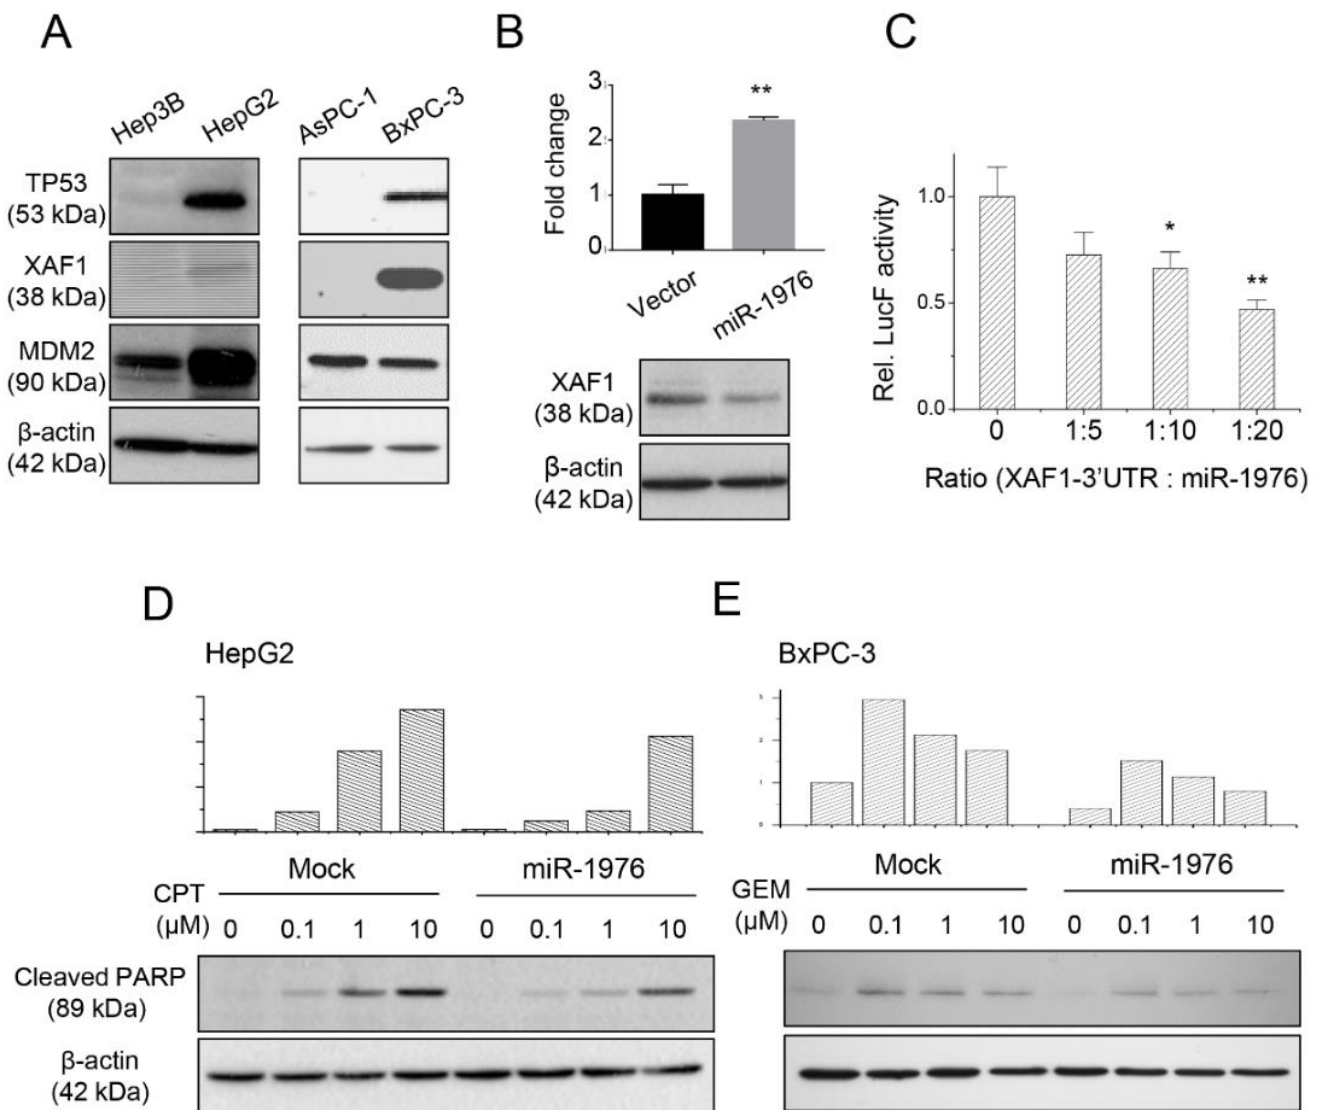 A
Hep3B HepG2 AsPC-1 BxPC-3
TP53
(53 kDa)
XAF1
(38 kDa)
MDM2
(90 kDa)
β-actin
(42 kDa)
B
Fold change
3
2
1
0
**
Vector miR-1976
XAF1
(38 kDa)
β-actin
(42 kDa)
C
Rel. LucF activity
1.0
0.5
0.0
*
**
0 1:5 1:10 1:20
Ratio (XAF1-3'UTR : miR-1976)
D
HepG2
Mock miR-1976
CPT
(μM) 0 0.1 1 10 0 0.1 1 10
Cleaved PARP
(89 kDa)
β-actin
(42 kDa)
E
BxPC-3
3
2
1
0
Mock miR-1976
GEM
(μM) 0 0.1 1 10 0 0.1 1 10